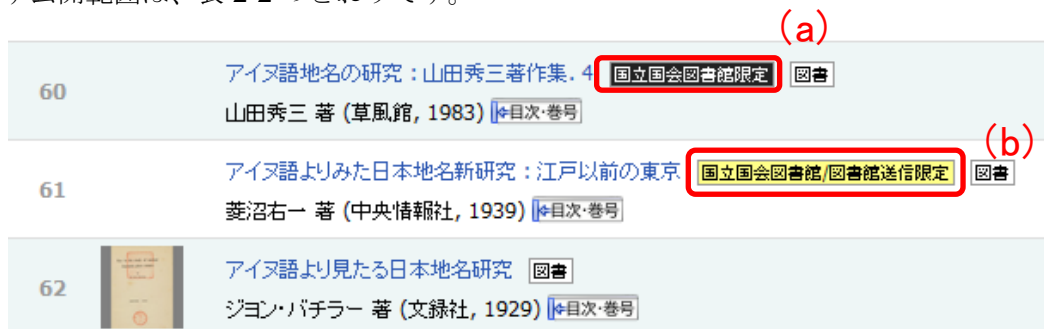 す公開範囲は、表２２のとおりです。
(a)
60
アイヌ語地名の研究：山田秀三著作集. 4 国立国会図書館限定 図書
山田秀三 著 (草風館, 1983) 目次･巻号
(b)
61
アイヌ語よりみた日本地名新研究：江戸以前の東京 国立国会図書館/図書館送信限定 図書
菱沼右一 著 (中央情報社, 1939) 目次･巻号
62
アイヌ語より見たる日本地名研究 図書
ジヨン･バチラー 著 (文録社, 1929) 目次･巻号